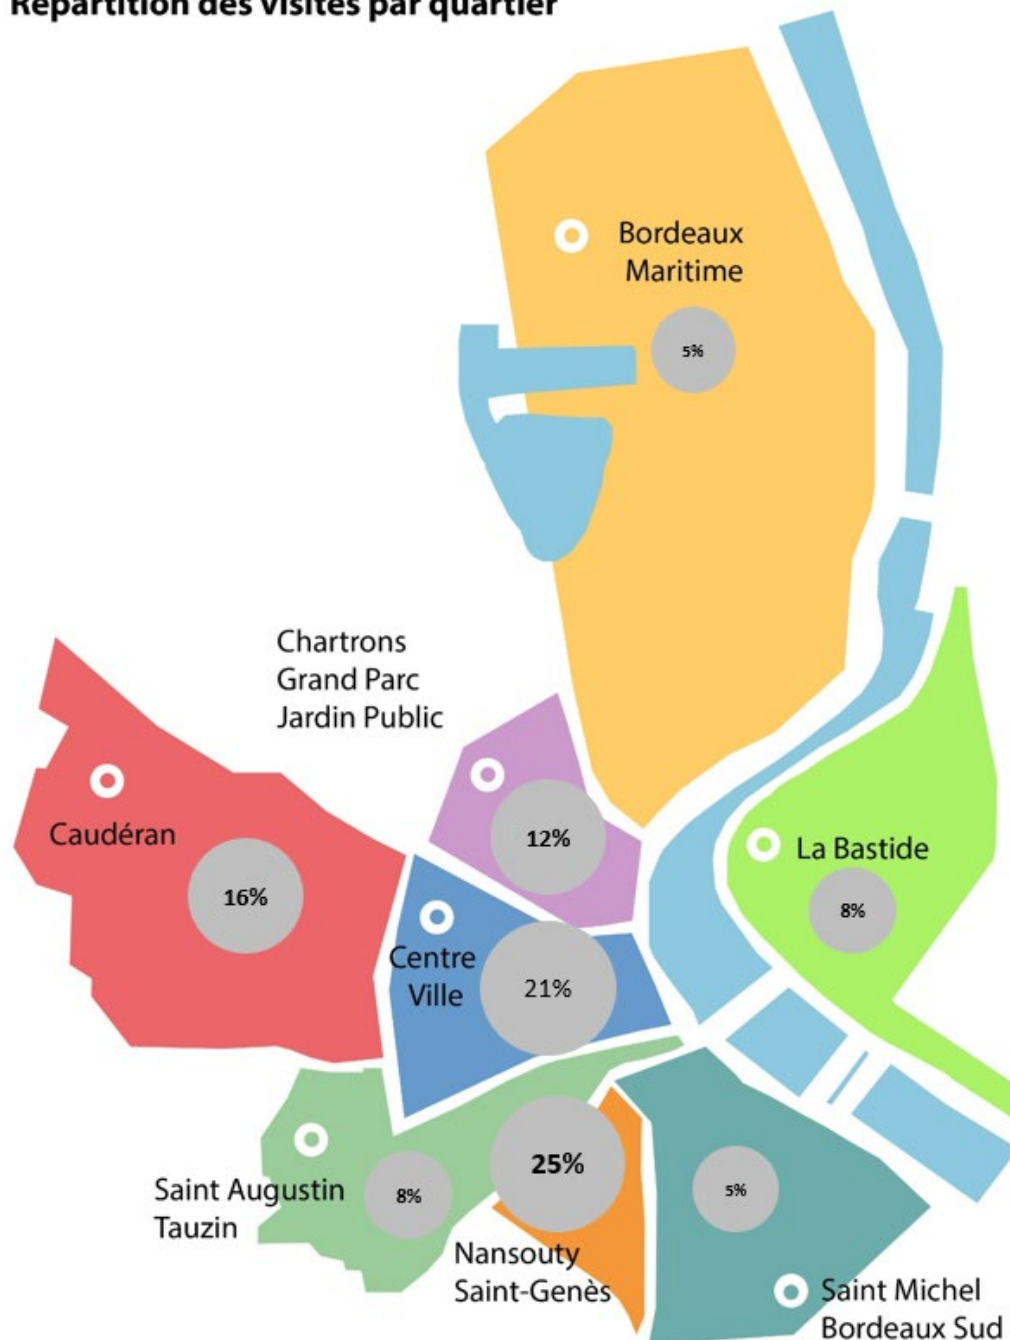 Répartition des visites par quartier
Bordeaux
Maritime
5%
Chartrons
Grand Parc
Jardin Public
12%
Caudéran
16%
La Bastide
8%
Centre
Ville
21%
Saint Augustin
Tauzin
8%
25%
Nansouty
Saint-Genès
5%
Saint Michel
Bordeaux Sud